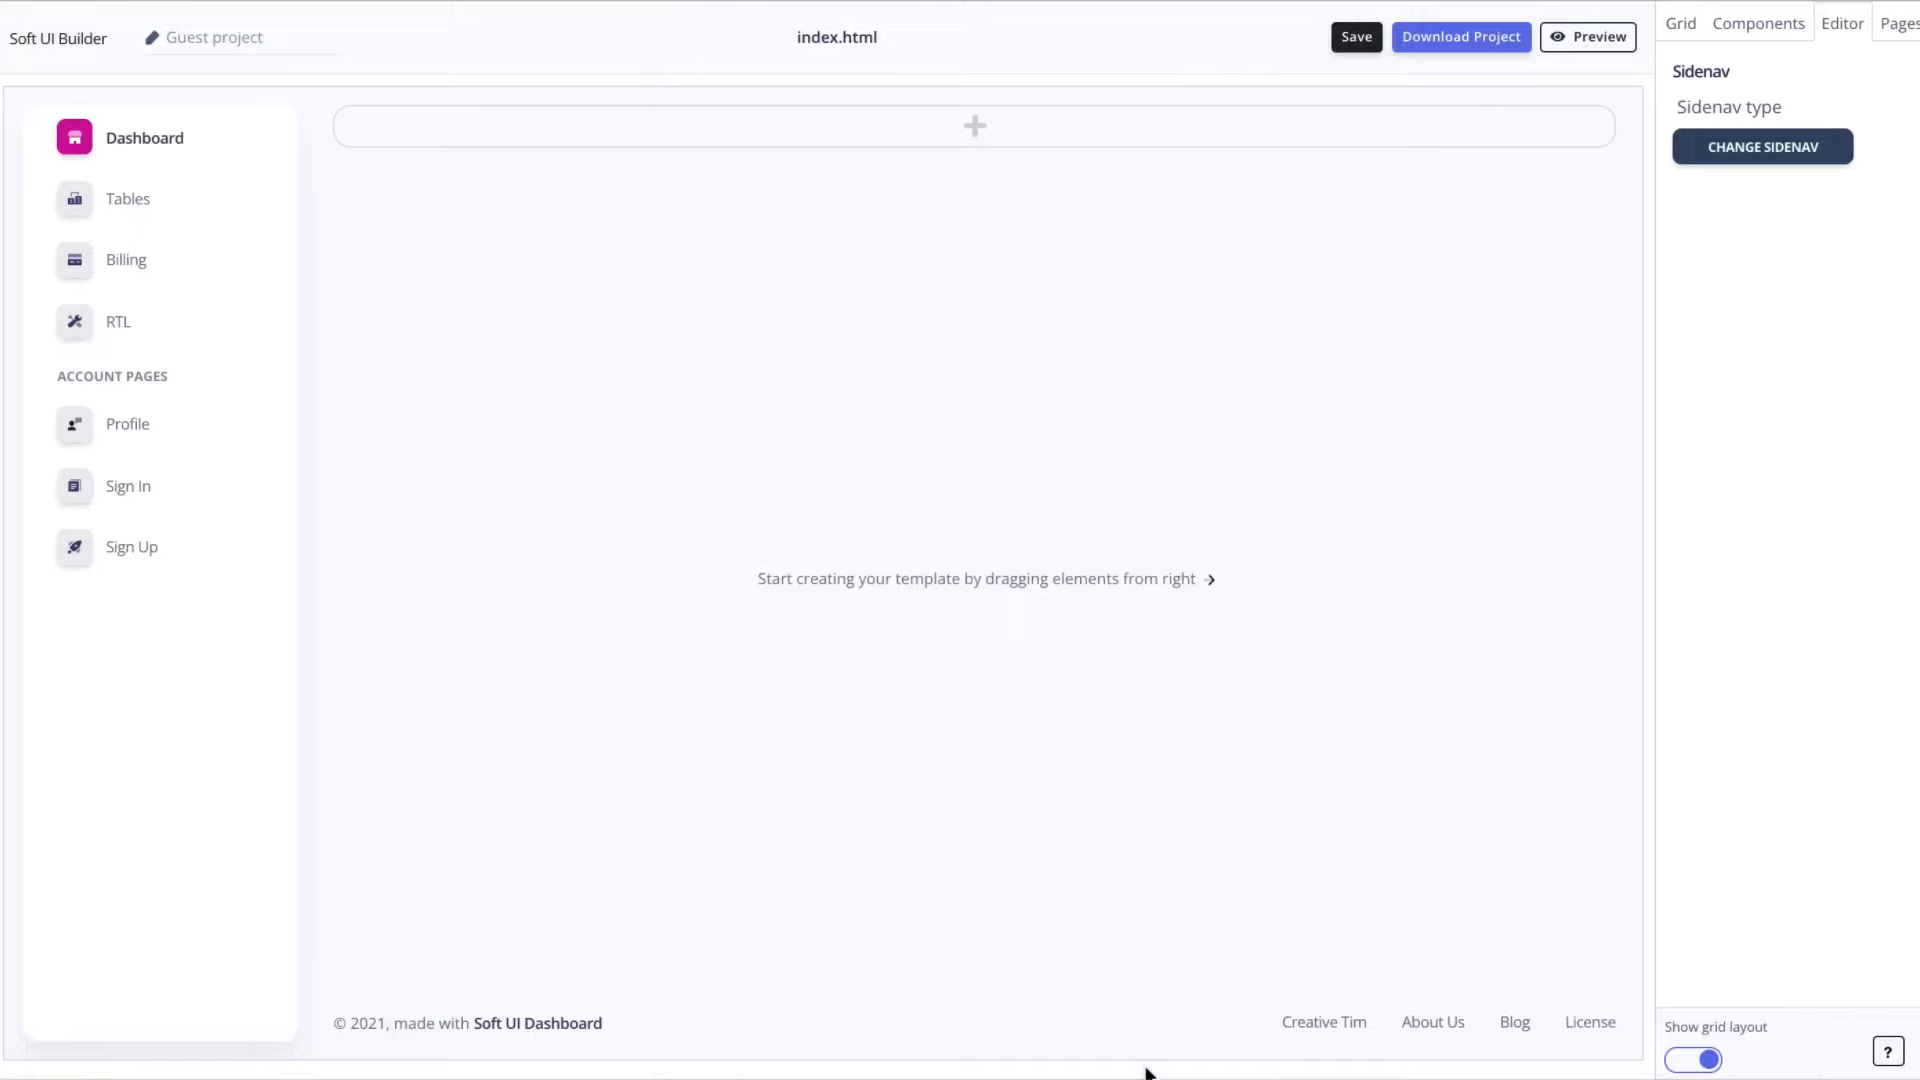 Soft UI Builder
Guest project
index.html
Save
Download Project
Preview
Grid
Components
Editor
Pages
Sidenav
Sidenav type
CHANGE SIDENAV
Dashboard
Tables
Billing
RTL
ACCOUNT PAGES
Profile
Sign In
Sign Up
Start creating your template by dragging elements from right →
© 2021, made with Soft UI Dashboard
Creative Tim
About Us
Blog
License
Show grid layout
?